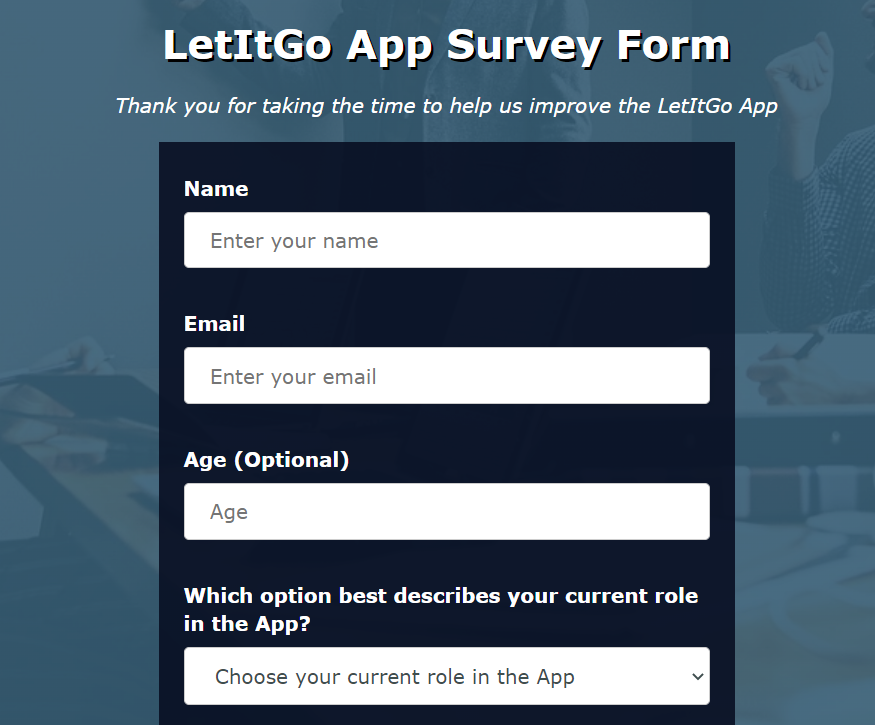 LetItGo App Survey Form
Thank you for taking the time to help us improve the LetItGo App
Name
Enter your name
Email
Enter your email
Age (Optional)
Age
Which option best describes your current role
in the App?
Choose your current role in the App